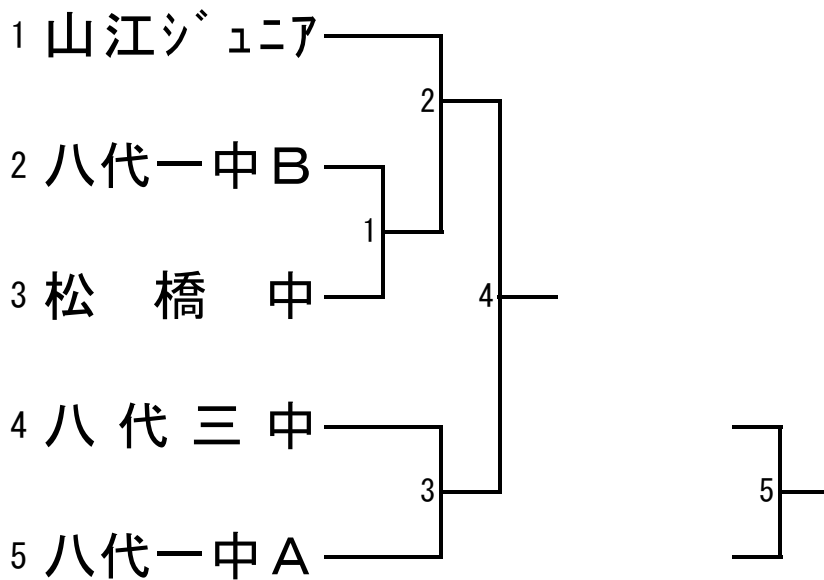 1 山江ｼﾞｭﾆｱ
2
2 八代一中Ｂ
1
3 松 橋 中
4
4 八 代 三 中
3
5
5 八代一中Ａ